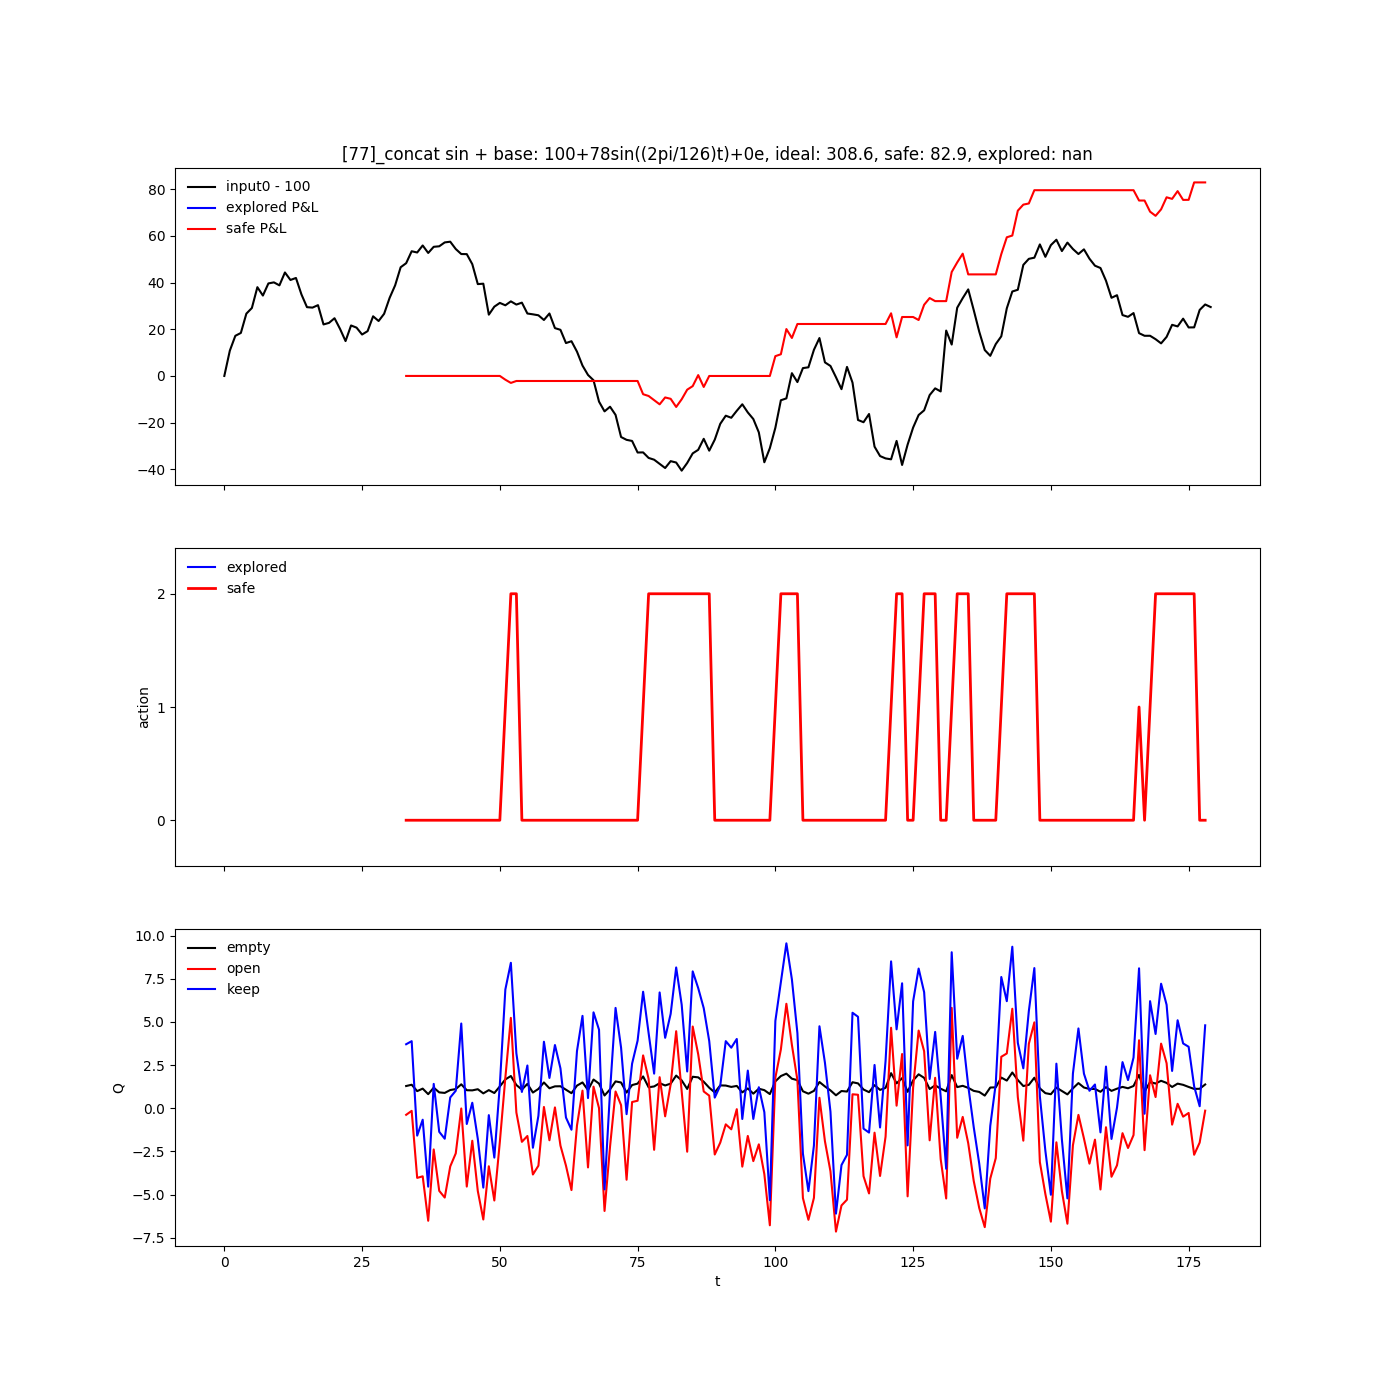 [77]_concat sin + base: 100+78sin((2pi/126)t)+0e, ideal: 308.6, safe: 82.9, explored: nan
input0 - 100
explored P&L
safe P&L
80
60
40
20
0
−20
−40
explored
safe
2
1
0
action
empty
open
keep
10.0
7.5
5.0
2.5
0.0
−2.5
−5.0
−7.5
Q
0 25 50 75 100 125 150 175
t